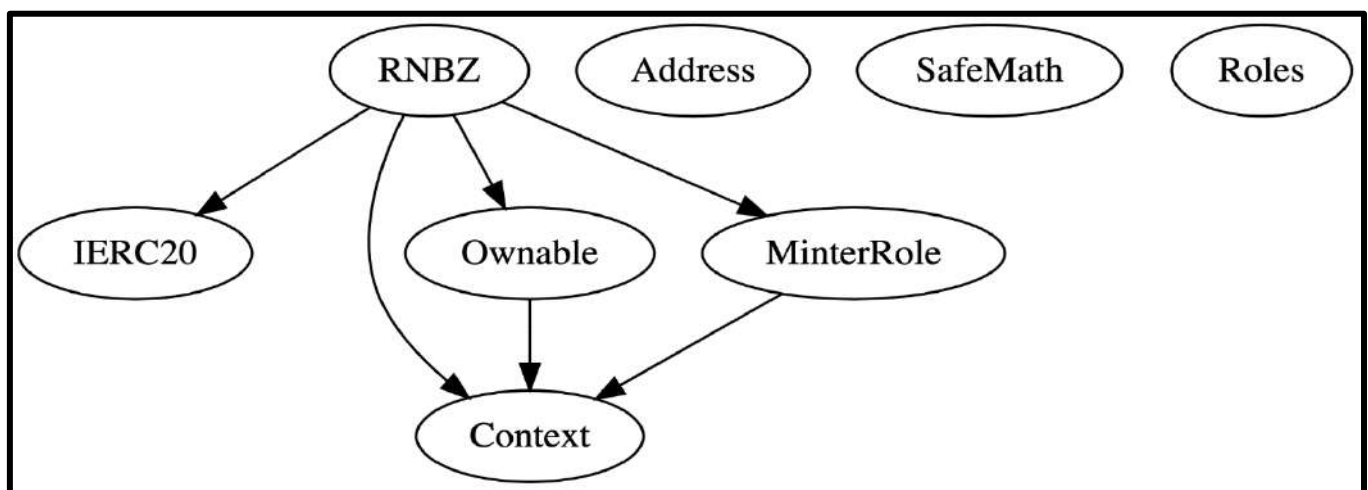 RNBZ Address SafeMath Roles
IERC20 Ownable MinterRole
Context